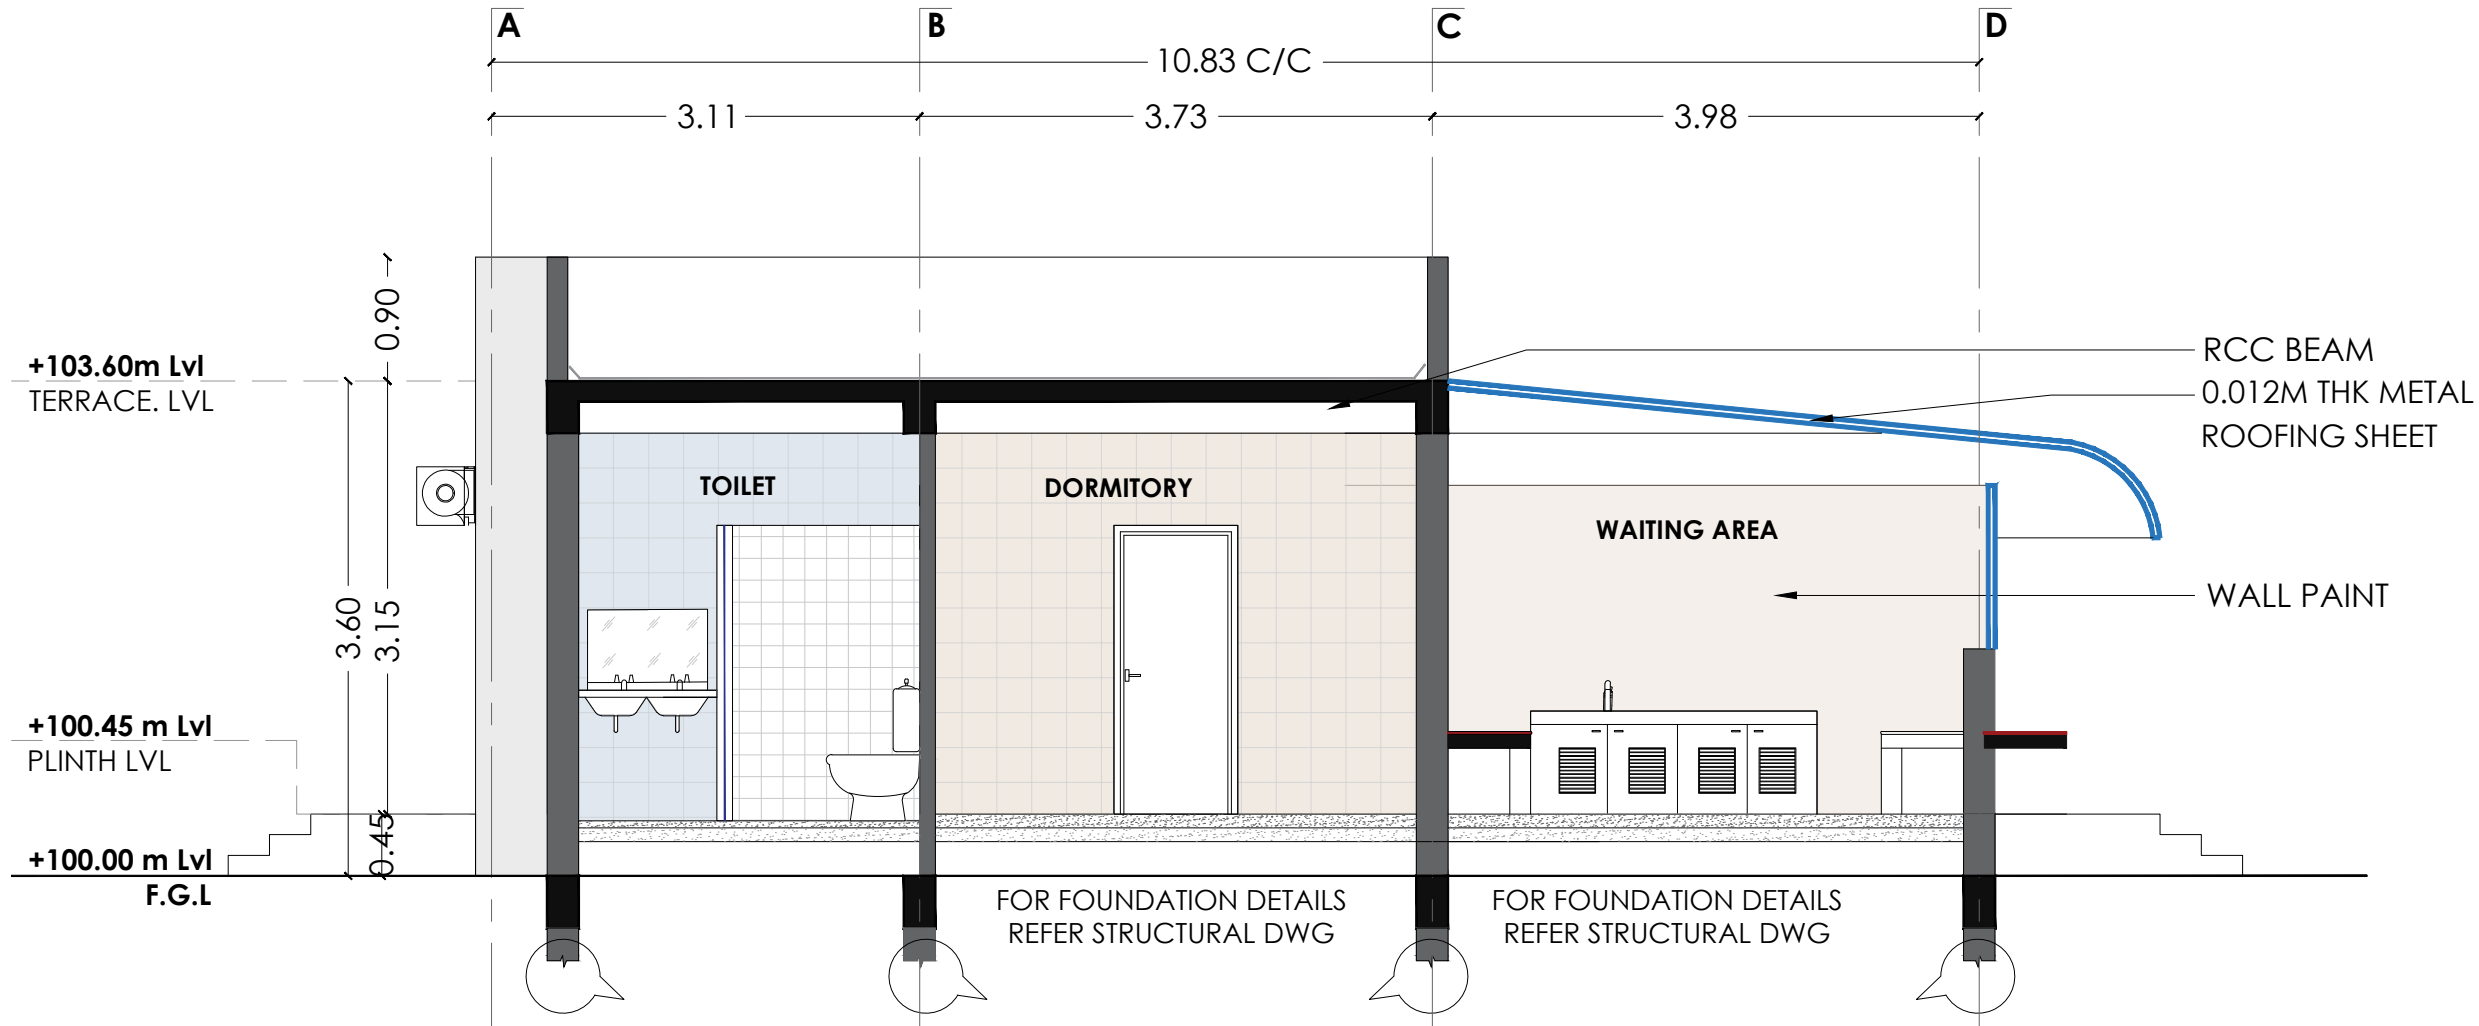 A
B
C
D
10.83 C/C
3.11
3.73
3.98
0.90
+103.60m Lvl
TERRACE. LVL
RCC BEAM
0.012M THK METAL
ROOFING SHEET
TOILET
DORMITORY
WAITING AREA
WALL PAINT
3.60
3.15
+100.45 m Lvl
PLINTH LVL
0.45
+100.00 m Lvl
F.G.L
FOR FOUNDATION DETAILS
REFER STRUCTURAL DWG
FOR FOUNDATION DETAILS
REFER STRUCTURAL DWG